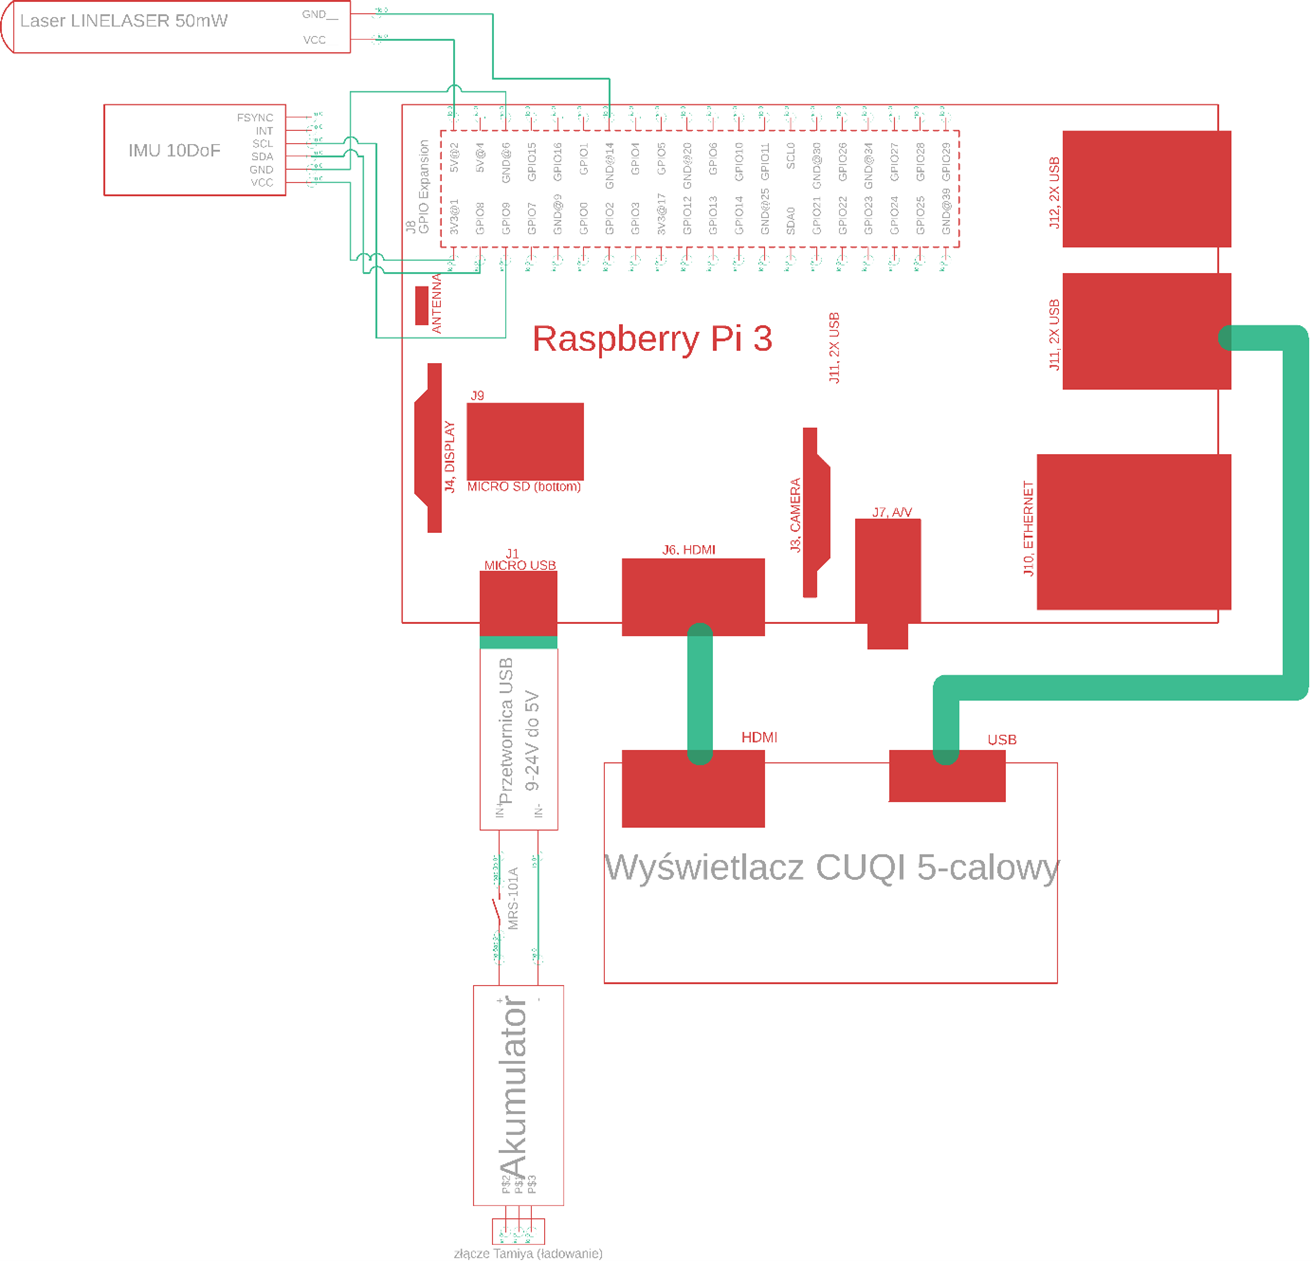 Laser LINELASER 50mW
GND
VCC
IMU 10DoF
FSYNC
INT
SCL
SDA
GND
VCC
J8
GPIO Expansion
5V@2
5V@4
GND@6
GPIO15
GPIO16
GPIO1
GND@14
GPIO4
GPIO5
GND@20
GPIO6
GPIO10
GPIO11
SCL0
GND@30
GPIO26
GND@34
GPIO27
GPIO28
GPIO29
3V3@1
GPIO8
GPIO9
GPIO7
GND@9
GPIO0
GPIO2
GPIO3
3V3@17
GPIO12
GPIO13
GPIO14
GND@25
SDA0
GPIO21
GPIO22
GPIO23
GPIO24
GPIO25
GND@39
ANTENNA
Raspberry Pi 3
J11, 2X USB
J12, 2X USB
J11, 2X USB
J10, ETHERNET
J4, DISPLAY
J9
MICRO SD (bottom)
J3, CAMERA
J7, A/V
J1
MICRO USB
J6, HDMI
Przetwornica USB
9-24V do 5V
IN+
IN-
MRS-101A
HDMI
USB
Wyświetlacz CUQI 5-calowy
+
-
Akumulator
P$2
P$3
złącze Tamiya (ładowanie)